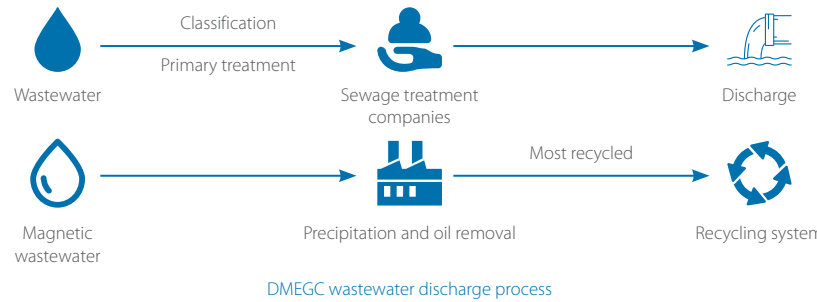 Classification
Primary treatment
Wastewater
Sewage treatment
companies
Discharge
Most recycled
Magnetic
wastewater
Precipitation and oil removal
Recycling system
DMEGC wastewater discharge process